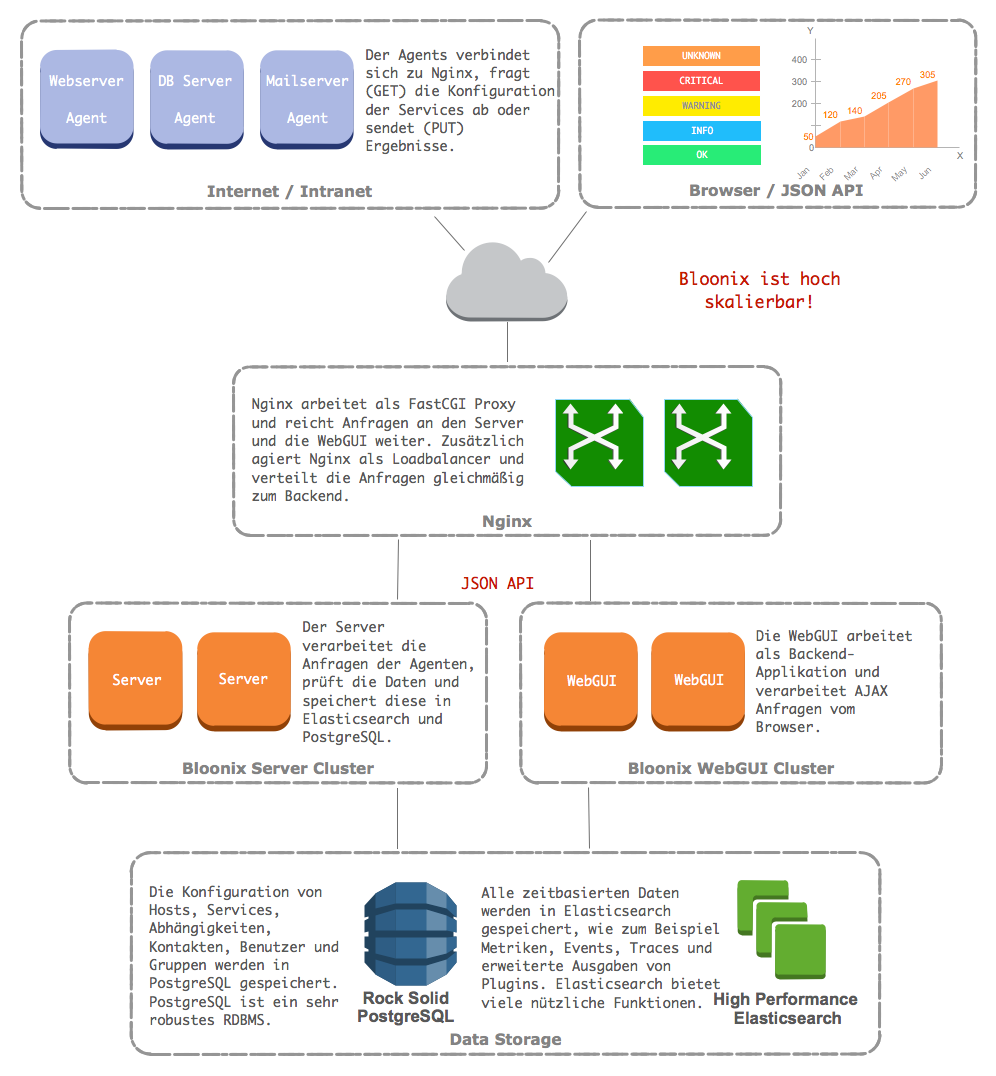 Webserver
Agent
DB Server
Agent
Mailserver
Agent
Der Agents verbindet
sich zu Nginx, fragt
(GET) die Konfiguration
der Services ab oder
sendet (PUT)
Ergebnisse.
Internet / Intranet
UNKNOWN
CRITICAL
WARNING
INFO
OK
Y
400
200
0
50
120
140
205
270
305
X
Jan
Feb
Mar
Apr
May
Jun
Browser / JSON API
Bloonix ist hoch
skalierbar!
Nginx arbeitet als FastCGI Proxy
und reicht Anfragen an den Server
und die WebGUI weiter. Zusätzlich
agiert Nginx als Loadbalancer und
verteilt die Anfragen gleichmäßig
zum Backend.
Nginx
JSON API
Server
Server
Der Server
verarbeitet die
Anfragen der Agenten,
prüft die Daten und
speichert diese in
Elasticsearch und
PostgreSQL.
Bloonix Server Cluster
WebGUI
WebGUI
Die WebGUI arbeitet
als Backend-
Applikation und
verarbeitet AJAX
Anfragen vom
Browser.
Bloonix WebGUI Cluster
Die Konfiguration von
Hosts, Services,
Abhängigkeiten,
Kontakten, Benutzer und
Gruppen werden in
PostgreSQL gespeichert.
PostgreSQL ist ein sehr
robustes RDBMS.
Rock Solid
PostgreSQL
Alle zeitbasierten Daten
werden in Elasticsearch
gespeichert, wie zum Beispiel
Metriken, Events, Traces und
erweiterte Ausgaben von
Plugins. Elasticsearch bietet
viele nützliche Funktionen.
High Performance
Elasticsearch
Data Storage